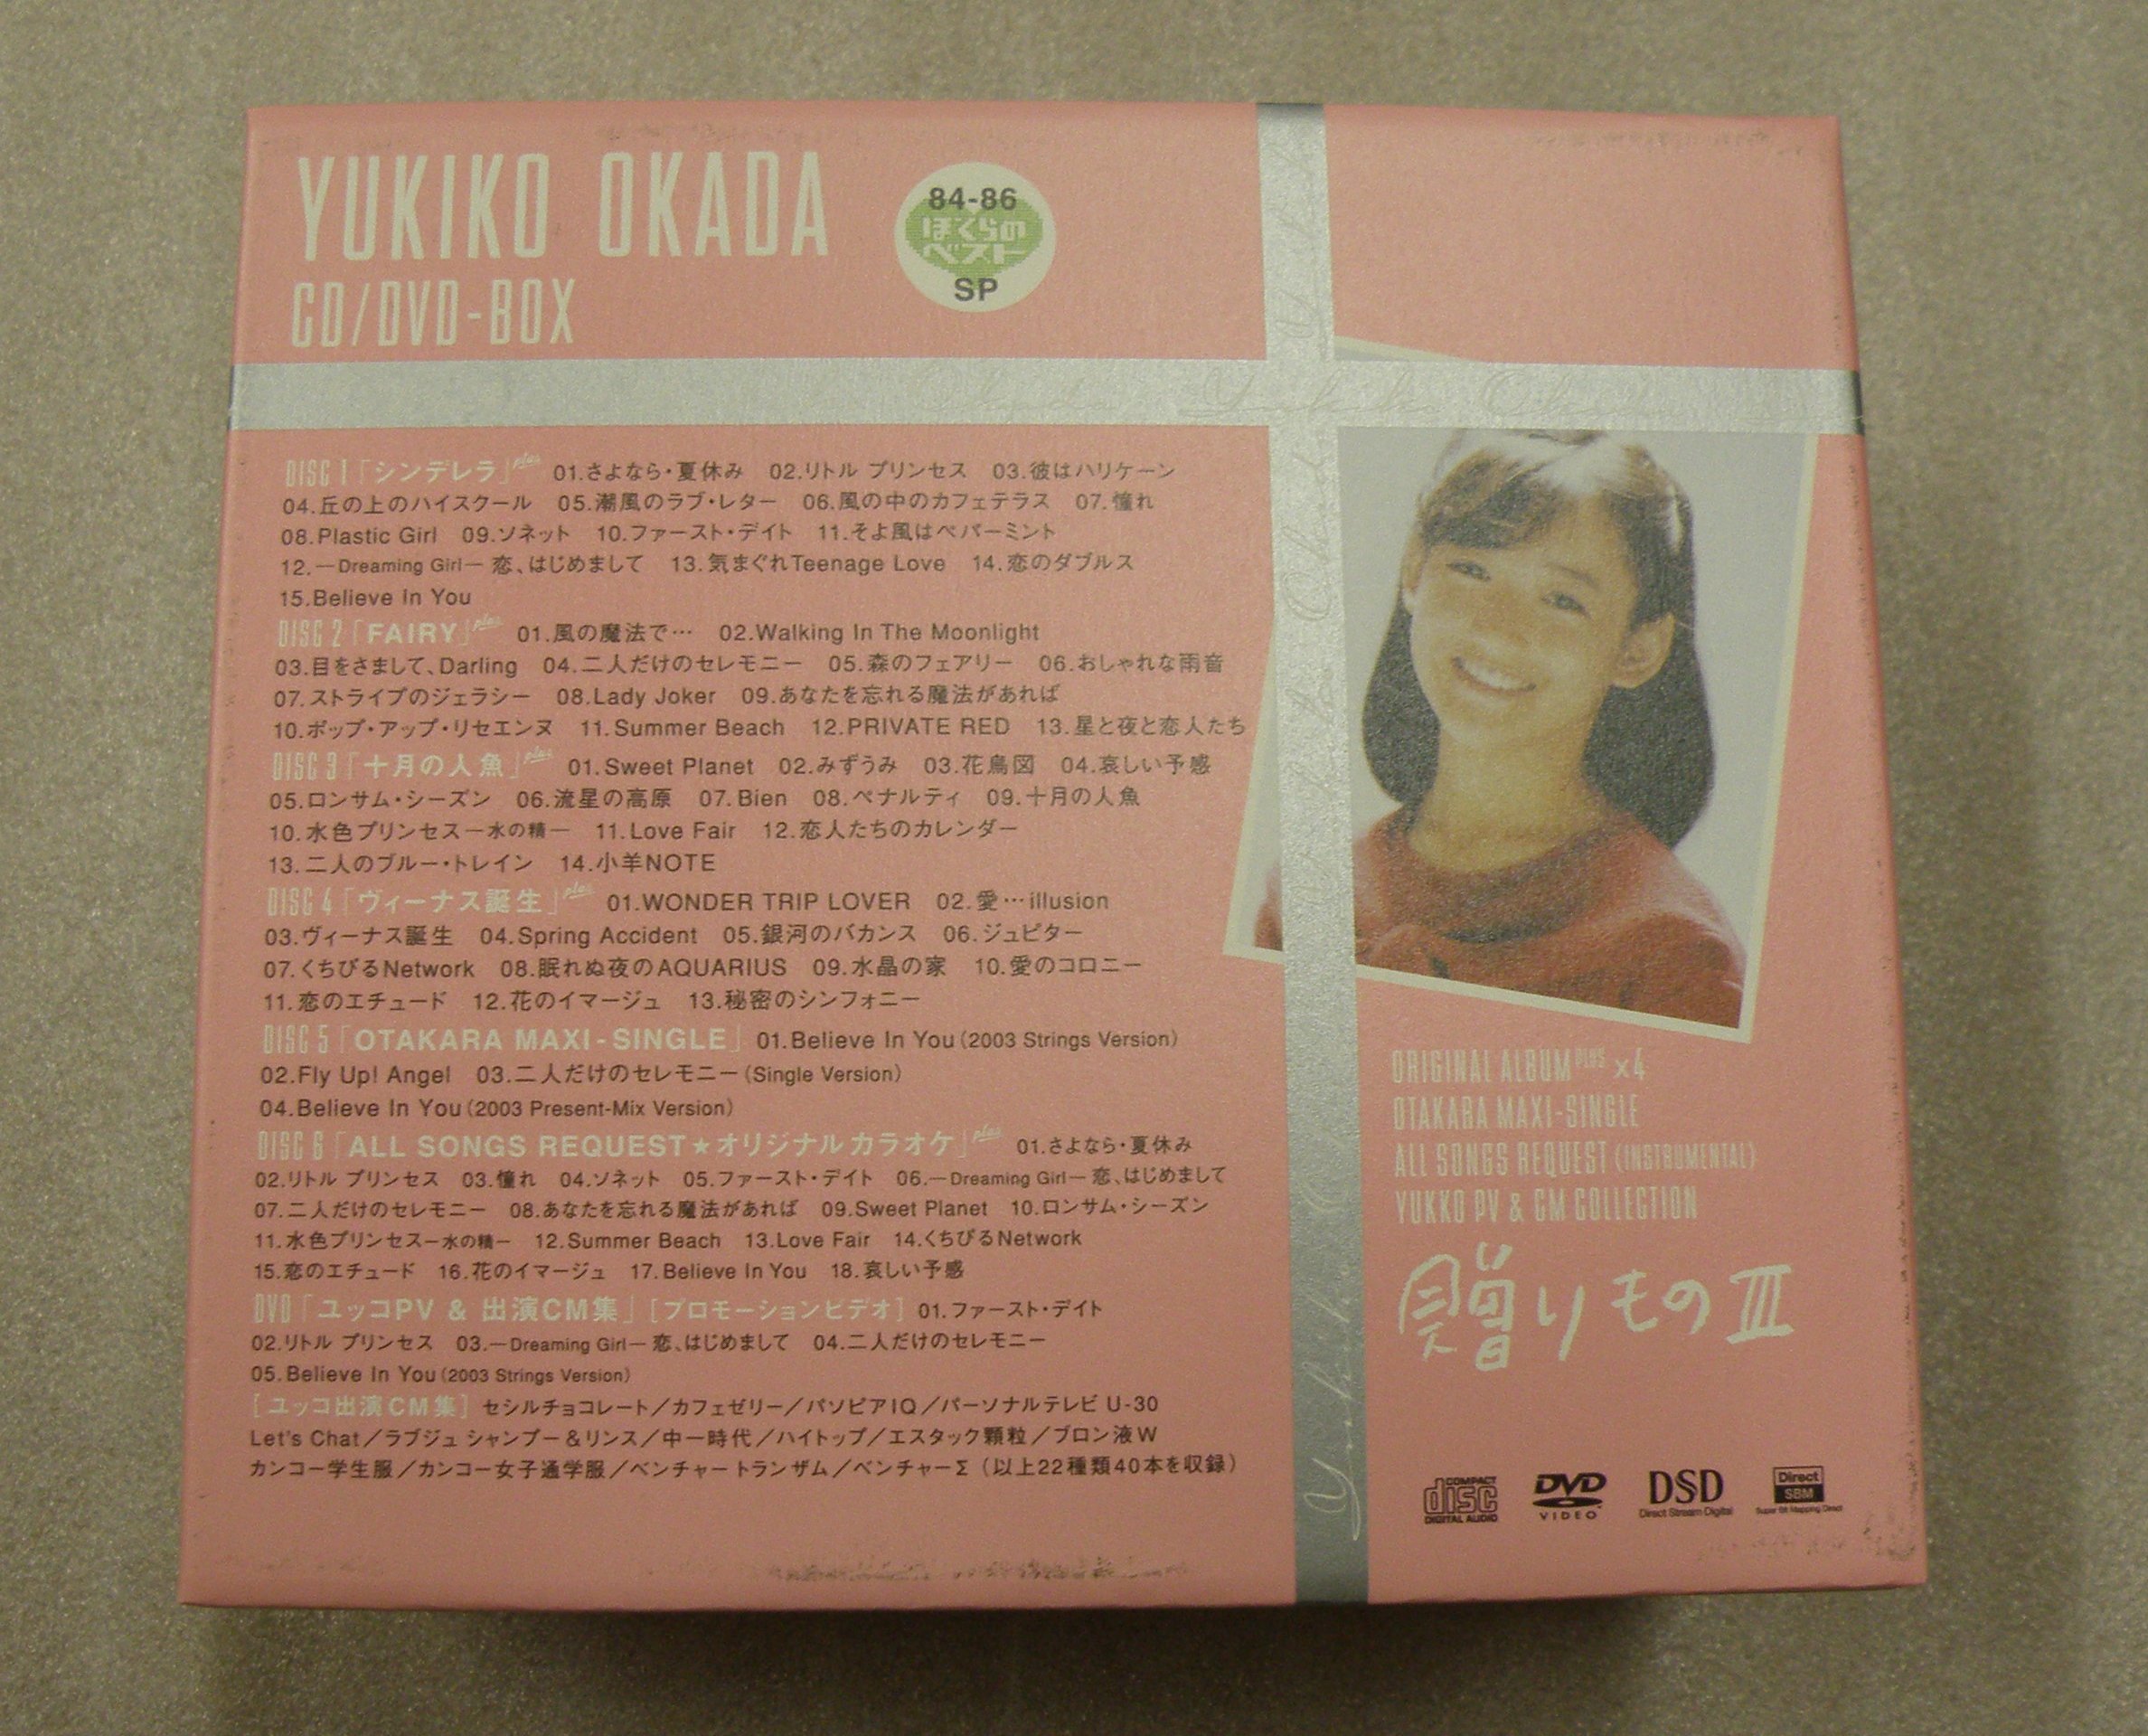 YUKIKO OKADA
CD/DVD-BOX
84-86
ぼくらの
ベスト
SP
DISC 1「シンデレラ」plus 01.さよなら・夏休み 02.リトル プリンセス 03.彼はハリケーン
04.丘の上のハイスクール 05.潮風のラブ・レター 06.風の中のカフェテラス 07.憧れ
08.Plastic Girl 09.ソネット 10.ファースト・デイト 11.そよ風はペパーミント
12.―Dreaming Girl― 恋、はじめまして 13.気まぐれTeenage Love 14.恋のダブルス
15.Believe In You
DISC 2「FAIRY」plus 01.風の魔法で… 02.Walking In The Moonlight
03.目をさまして、Darling 04.二人だけのセレモニー 05.森のフェアリー 06.おしゃれな雨音
07.ストライプのジェラシー 08.Lady Joker 09.あなたを忘れる魔法があれば
10.ポップ・アップ・リセエンヌ 11.Summer Beach 12.PRIVATE RED 13.星と夜と恋人たち
DISC 3「十月の人魚」plus 01.Sweet Planet 02.みずうみ 03.花鳥図 04.哀しい予感
05.ロンサム・シーズン 06.流星の高原 07.Bien 08.ペナルティ 09.十月の人魚
10.水色プリンセス―水の精― 11.Love Fair 12.恋人たちのカレンダー
13.二人のブルー・トレイン 14.小羊NOTE
DISC 4「ヴィーナス誕生」plus 01.WONDER TRIP LOVER 02.愛…illusion
03.ヴィーナス誕生 04.Spring Accident 05.銀河のバカンス 06.ジュピター
07.くちびるNetwork 08.眠れぬ夜のAQUARIUS 09.水晶の家 10.愛のコロニー
11.恋のエチュード 12.花のイマージュ 13.秘密のシンフォニー
DISC 5「OTAKARA MAXI-SINGLE」 01.Believe In You(2003 Strings Version)
02.Fly Up! Angel 03.二人だけのセレモニー(Single Version)
04.Believe In You(2003 Present-Mix Version)
DISC 6「ALL SONGS REQUEST★オリジナル カラオケ」plus 01.さよなら・夏休み
02.リトル プリンセス 03.憧れ 04.ソネット 05.ファースト・デイト 06.―Dreaming Girl― 恋、はじめまして
07.二人だけのセレモニー 08.あなたを忘れる魔法があれば 09.Sweet Planet 10.ロンサム・シーズン
11.水色プリンセス―水の精― 12.Summer Beach 13.Love Fair 14.くちびるNetwork
15.恋のエチュード 16.花のイマージュ 17.Believe In You 18.哀しい予感
DVD「ユッコPV & 出演CM集」[プロモーションビデオ] 01.ファースト・デイト
02.リトル プリンセス 03.―Dreaming Girl― 恋、はじめまして 04.二人だけのセレモニー
05.Believe In You(2003 Strings Version)
[ユッコ出演CM集] セシルチョコレート/カフェゼリー/パソピアIQ/パーソナルテレビ U-30
Let's Chat/ラブジュ シャンプー&リンス/中一時代/ハイトップ/エスタック顆粒/ブロン液W
カンコー学生服/カンコー女子通学服/ベンチャー トランザム/ベンチャーΣ (以上22種類40本を収録)
ORIGINAL ALBUM PLUS ×4
OTAKARA MAXI-SINGLE
ALL SONGS REQUEST (INSTRUMENTAL)
YUKKO PV & CM COLLECTION
贈りもの III
COMPACT disc DIGITAL AUDIO
DVD VIDEO
DSD Direct Stream Digital
Direct SBM Super Bit Mapping Direct